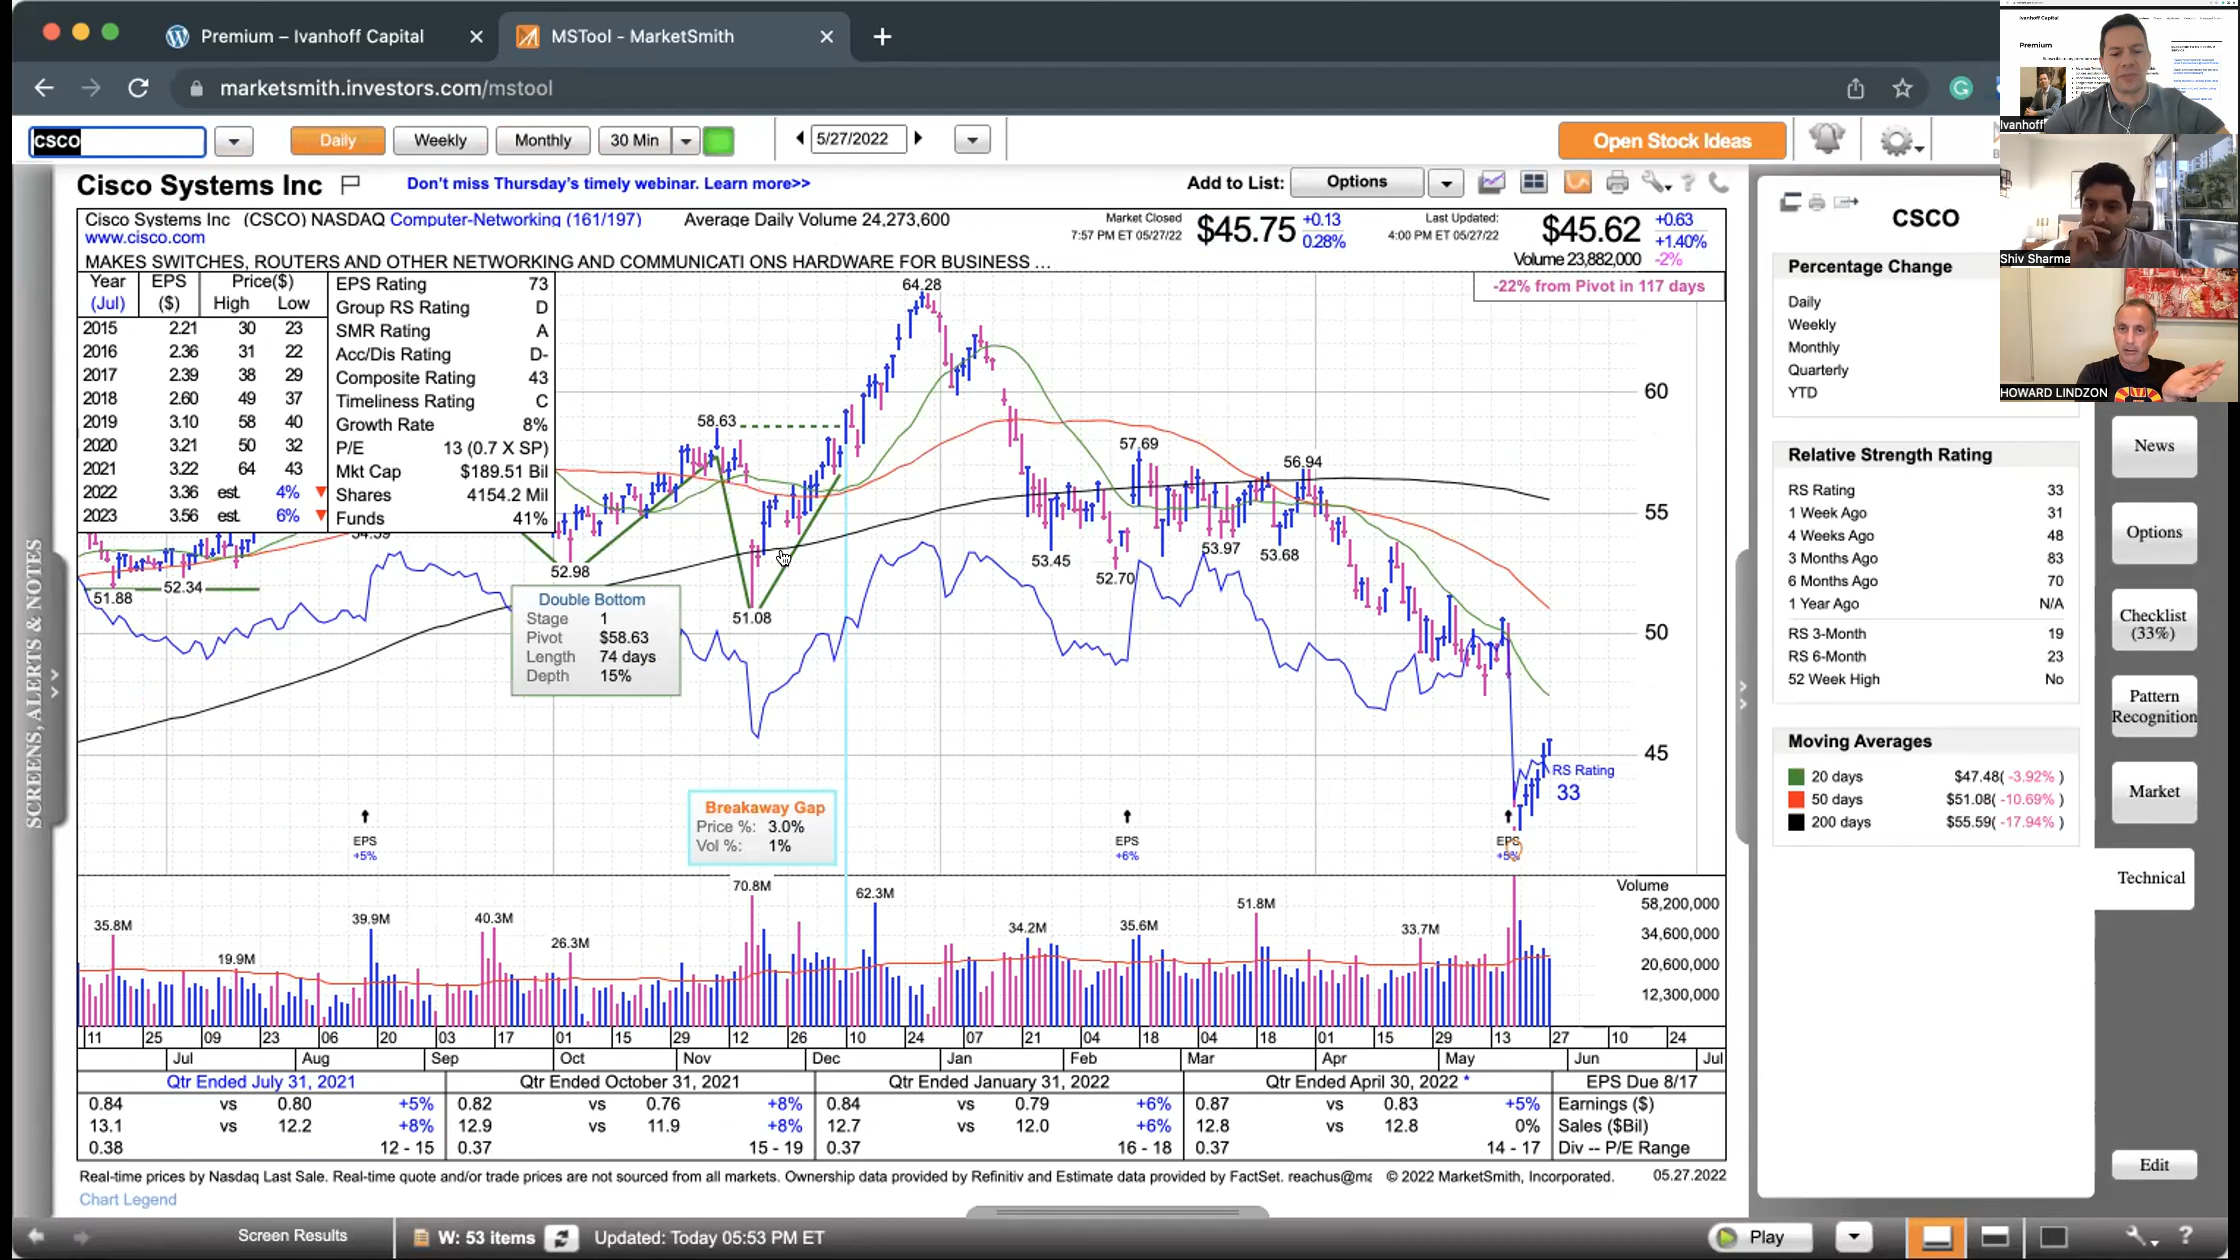 Premium – Ivanhoff Capital
MSTool - MarketSmith
marketsmith.investors.com/mstool
csco
Daily
Weekly
Monthly
30 Min
5/27/2022
Open Stock Ideas
Cisco Systems Inc
Don't miss Thursday's timely webinar. Learn more>>
Add to List:
Options
Cisco Systems Inc (CSCO) NASDAQ Computer-Networking (161/197)
Average Daily Volume 24,273,600
Market Closed
7:57 PM ET 05/27/22
$45.75
+0.13
0.28%
Last Updated:
4:00 PM ET 05/27/22
$45.62
+0.63
+1.40%
www.cisco.com
Volume 23,882,000 -2%
MAKES SWITCHES, ROUTERS AND OTHER NETWORKING AND COMMUNICATI ONS HARDWARE FOR BUSINESS ...
Year EPS Price($)
(Jul) ($) High Low
2015 2.21 30 23
2016 2.36 31 22
2017 2.39 38 29
2018 2.60 49 37
2019 3.10 58 40
2020 3.21 50 32
2021 3.22 64 43
2022 3.36 est. 4%
2023 3.56 est. 6%
EPS Rating 73
Group RS Rating D
SMR Rating A
Acc/Dis Rating D-
Composite Rating 43
Timeliness Rating C
Growth Rate 8%
P/E 13 (0.7 X SP)
Mkt Cap $189.51 Bil
Shares 4154.2 Mil
Funds 41%
-22% from Pivot in 117 days
64.28
60
58.63
57.69
56.94
55
54.59
53.45
52.70
53.97
53.68
52.98
51.88
52.34
51.08
50
45
Double Bottom
Stage 1
Pivot $58.63
Length 74 days
Depth 15%
RS Rating
33
Breakaway Gap
Price %: 3.0%
Vol %: 1%
EPS
+5%
EPS
+6%
EPS
+5%
Volume
58,200,000
34,600,000
20,600,000
12,300,000
35.8M
19.9M
39.9M
40.3M
26.3M
70.8M
62.3M
34.2M
35.6M
51.8M
33.7M
11 25 09 23 06 20 03 17 01 15 29 12 26 10 24 07 21 04 18 04 18 01 15 29 13 27 10 24
Jul Aug Sep Oct Nov Dec Jan Feb Mar Apr May Jun Jul
Qtr Ended July 31, 2021
0.84 vs 0.80 +5%
13.1 vs 12.2 +8%
0.38 12 - 15
Qtr Ended October 31, 2021
0.82 vs 0.76 +8%
12.9 vs 11.9 +8%
0.37 15 - 19
Qtr Ended January 31, 2022
0.84 vs 0.79 +6%
12.7 vs 12.0 +6%
0.37 16 - 18
Qtr Ended April 30, 2022 *
0.87 vs 0.83 +5%
12.8 vs 12.8 0%
0.37 14 - 17
EPS Due 8/17
Earnings ($)
Sales ($Bil)
Div -- P/E Range
Real-time prices by Nasdaq Last Sale. Real-time quote and/or trade prices are not sourced from all markets. Ownership data provided by Refinitiv and Estimate data provided by FactSet. reachus@ma © 2022 MarketSmith, Incorporated.
05.27.2022
Chart Legend
CSCO
Percentage Change
Daily
Weekly
Monthly
Quarterly
YTD
Relative Strength Rating
RS Rating 33
1 Week Ago 31
4 Weeks Ago 48
3 Months Ago 83
6 Months Ago 70
1 Year Ago N/A
RS 3-Month 19
RS 6-Month 23
52 Week High No
Moving Averages
20 days $47.48( -3.92% )
50 days $51.08( -10.69% )
200 days $55.59( -17.94% )
News
Options
Checklist
(33%)
Pattern
Recognition
Market
Technical
Edit
SCREENS, ALERTS & NOTES
Screen Results
W: 53 items
Updated: Today 05:53 PM ET
Play
Ivanhoff Capital
Premium
Ivanhoff
Shiv Sharma
HOWARD LINDZON